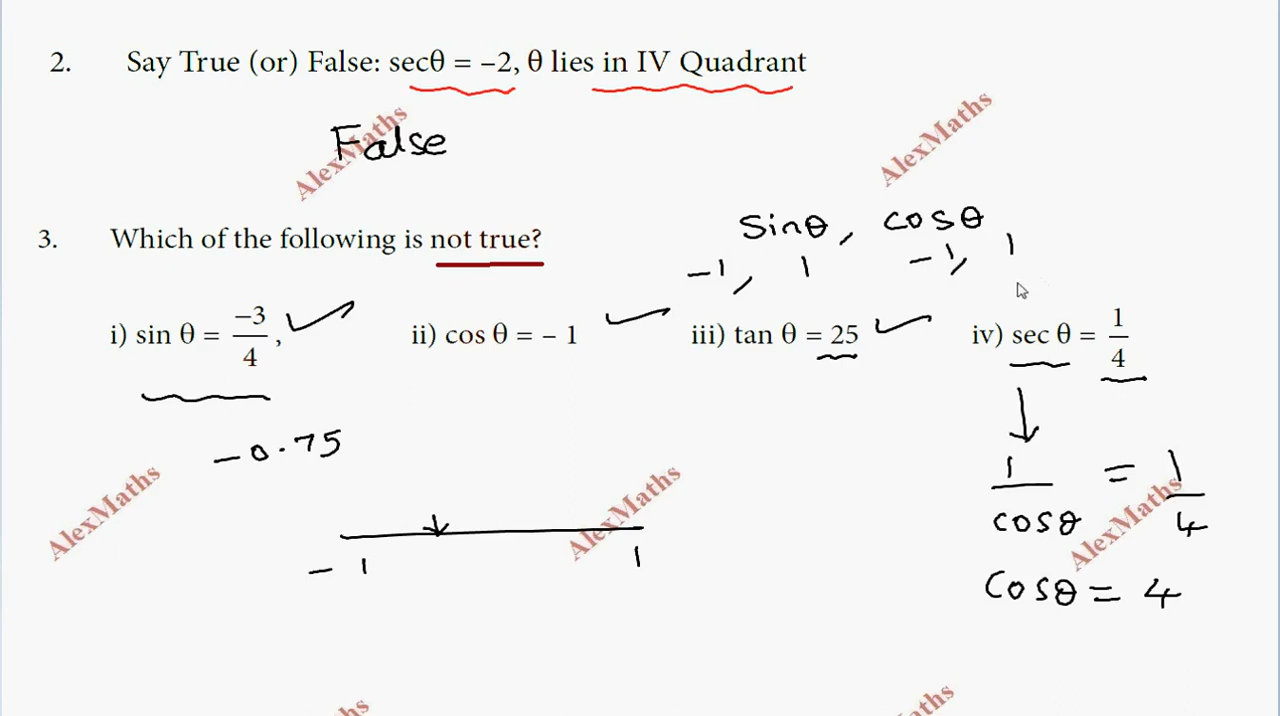 2. Say True (or) False: secθ = −2, θ lies in IV Quadrant
False
AlexMaths
AlexMaths
sinθ, cosθ
3. Which of the following is not true?
−1, 1 −1, 1
i) sin θ = −3/4, ii) cos θ = − 1 iii) tan θ = 25 iv) sec θ = 1/4
−0.75
1/cosθ = 1/4
AlexMaths
AlexMaths
AlexMaths
−1 1
cosθ = 4
hs
ths